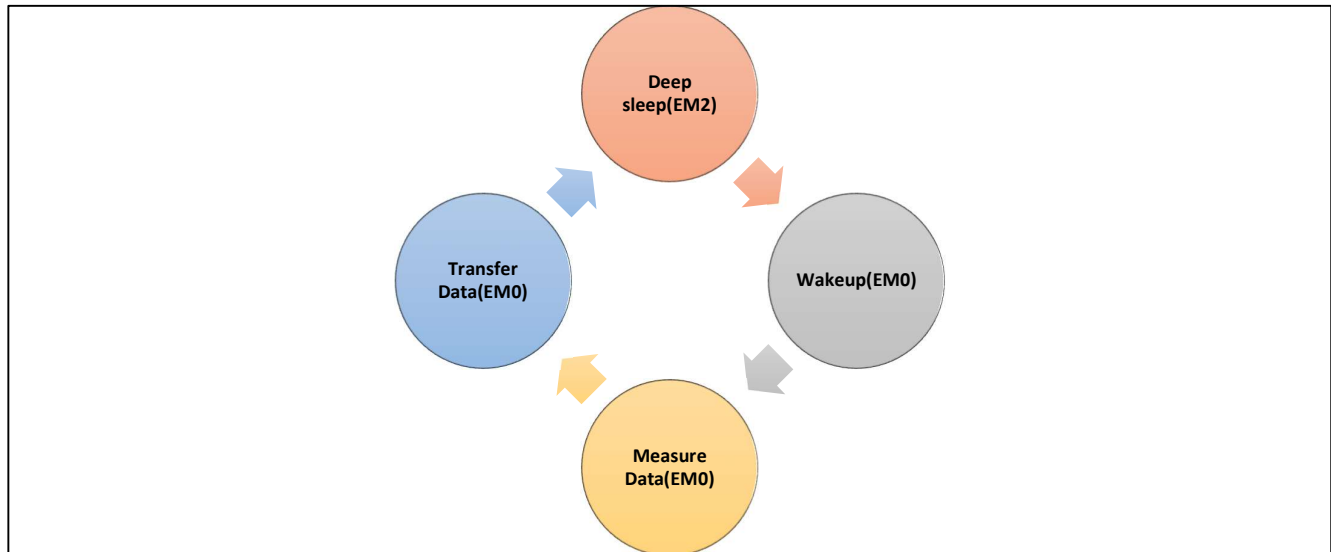 Deep
sleep(EM2)
Wakeup(EM0)
Measure
Data(EM0)
Transfer
Data(EM0)